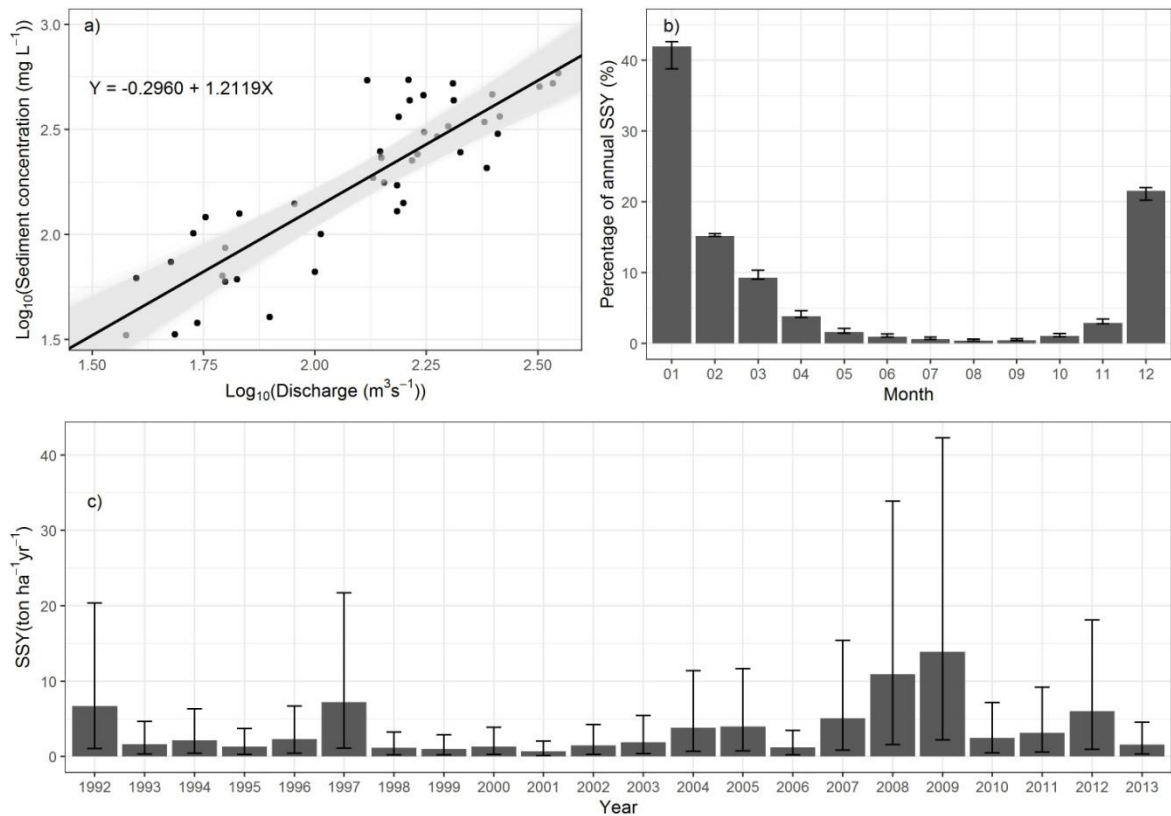 a)
Y = -0.2960 + 1.2119X
Log₁₀(Sediment concentration (mg L⁻¹))
3.0
2.5
2.0
1.5
1.50 1.75 2.00 2.25 2.50
Log₁₀(Discharge (m³s⁻¹))
b)
Percentage of annual SSY (%)
40
30
20
10
0
01 02 03 04 05 06 07 08 09 10 11 12
Month
c)
SSY(ton ha⁻¹yr⁻¹)
40
30
20
10
0
1992 1993 1994 1995 1996 1997 1998 1999 2000 2001 2002 2003 2004 2005 2006 2007 2008 2009 2010 2011 2012 2013
Year